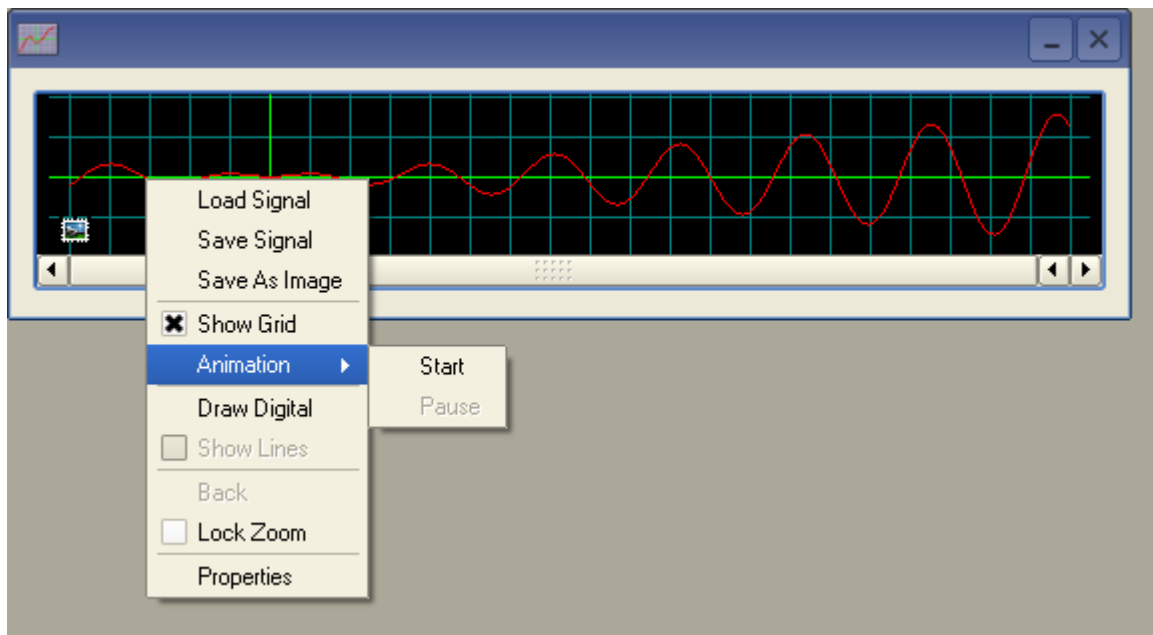 Load Signal
Save Signal
Save As Image
Show Grid
Animation
Start
Pause
Draw Digital
Show Lines
Back
Lock Zoom
Properties